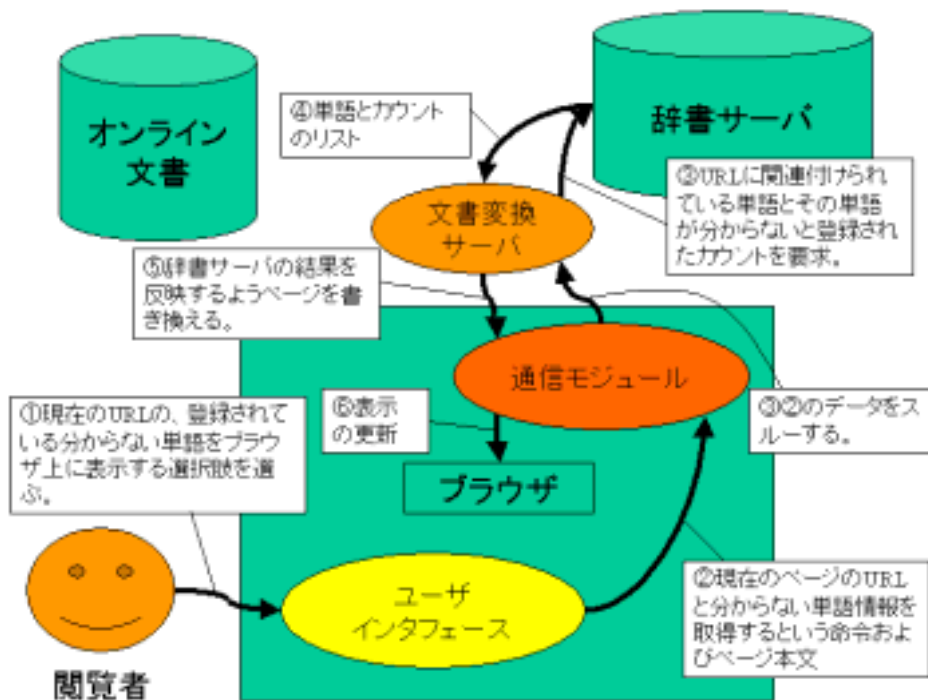 オンライン
文書
④単語とカウント
のリスト
辞書サーバ
③URLに関連付けられ
ている単語とその単語
が分からないと登録され
たカウントを要求。
文書変換
サーバ
⑤辞書サーバの結果を
反映するようページを書
き換える。
通信モジュール
①現在のURLの、登録されて
いる分からない単語をブラウ
ザ上に表示する選択肢を選
ぶ。
⑥表示
の更新
③②のデータをス
ルーする。
ブラウザ
ユーザ
インタフェース
②現在のページのURL
と分からない単語情報を
取得するという命令およ
びページ本文
閲覧者